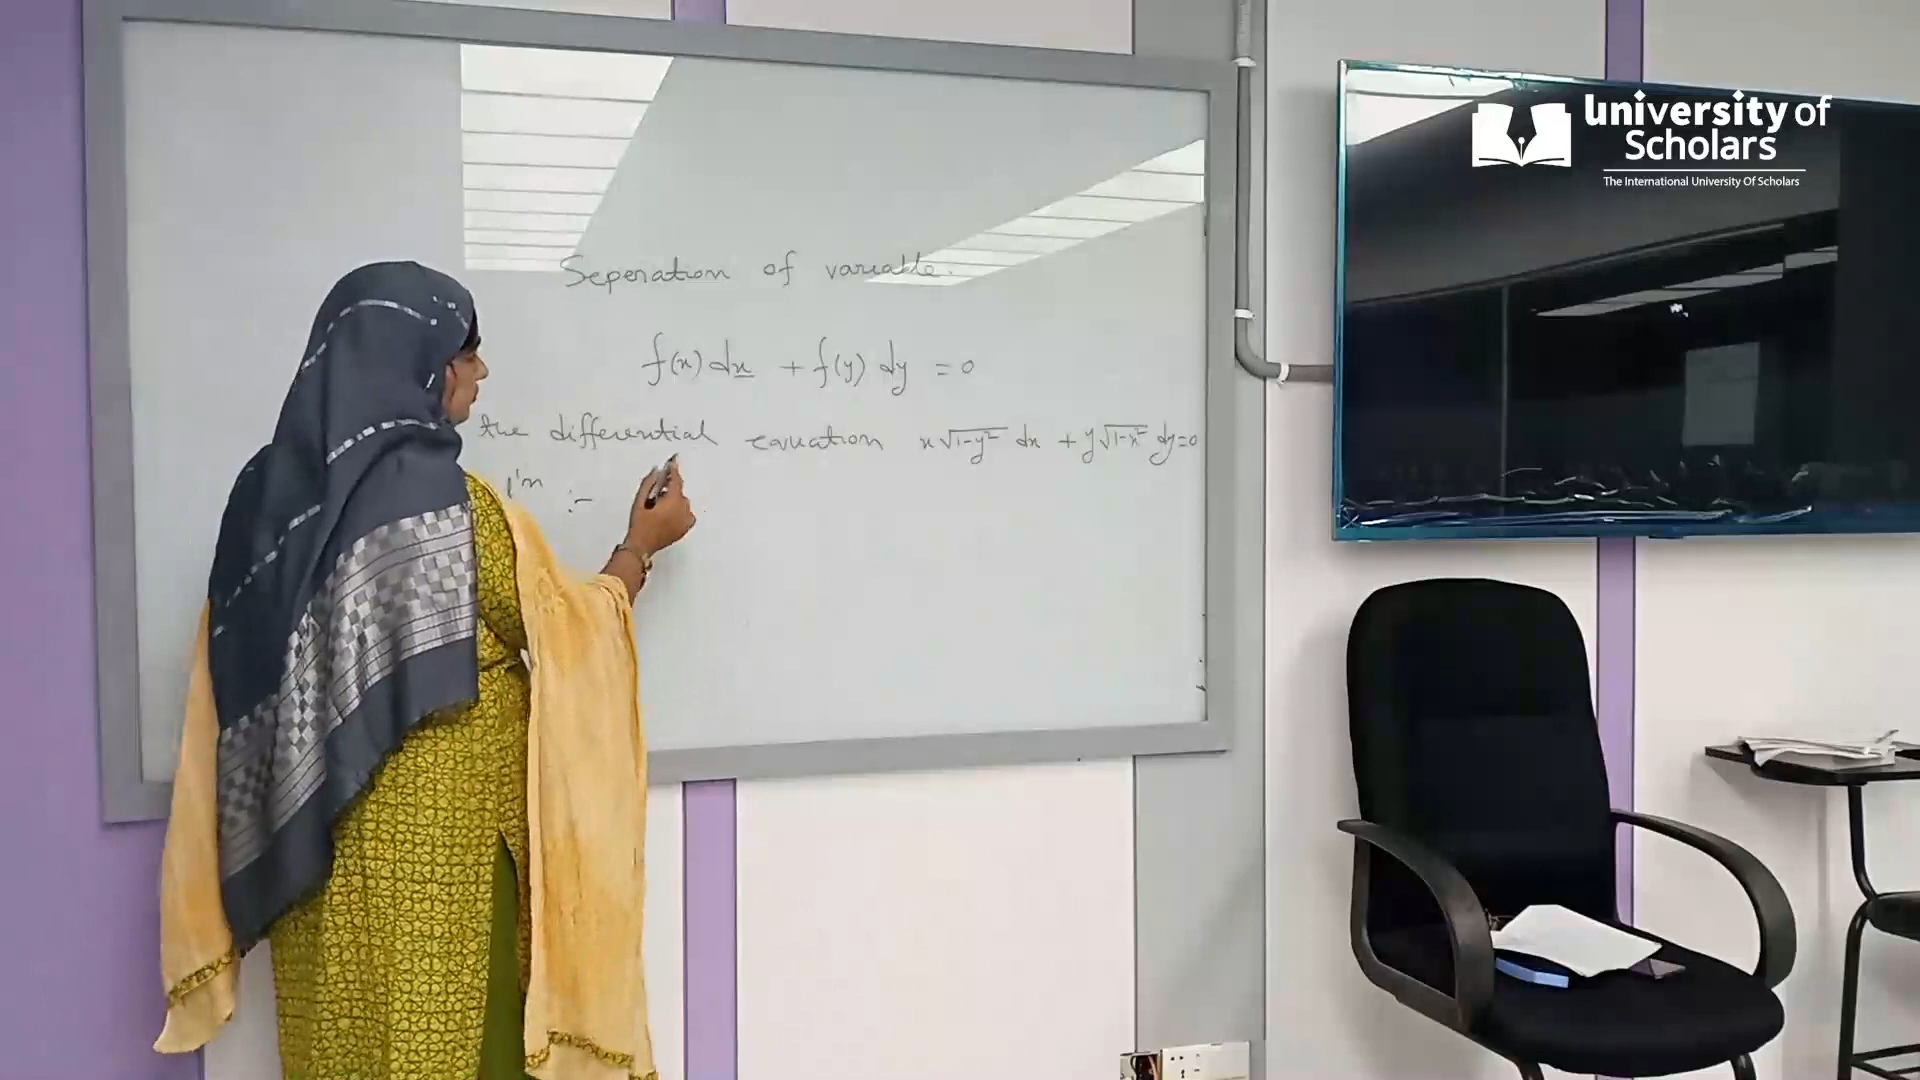 University of
Scholars
The International University Of Scholars
Seperation of variable.
f(x) dx + f(y) dy = 0
the differential equation x√1-y² dx + y√1-x² dy=0
:-